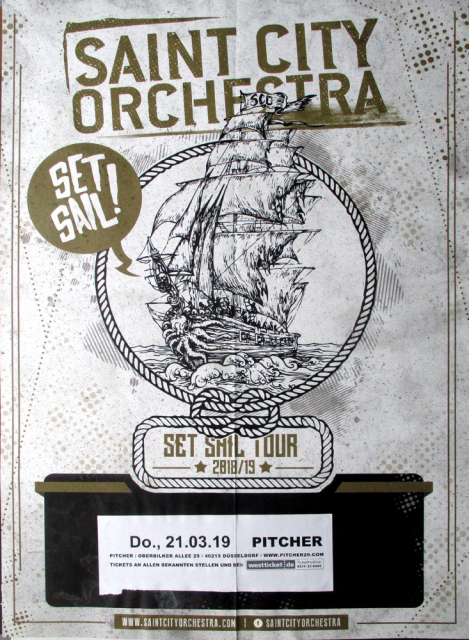 SAINT CITY
ORCHESTRA
SCO
SET
SAIL!
SET SAIL TOUR
2018/19
Do., 21.03.19 PITCHER
PITCHER / OBERBILKER ALLEE 29 / 40215 DÜSSELDORF / WWW.PITCHER29.COM
TICKETS AN ALLEN BEKANNTEN STELLEN UND BEI westticket.de
WWW.SAINTCITYORCHESTRA.COM | f SAINTCITYORCHESTRA